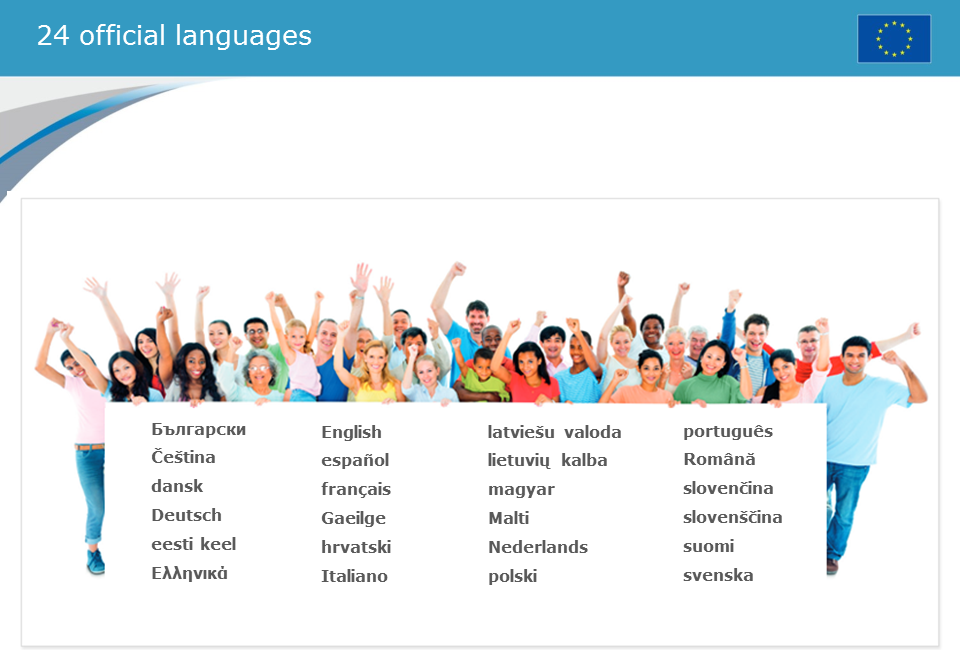 24 official languages
Български
Čeština
dansk
Deutsch
eesti keel
Ελληνικά
English
español
français
Gaeilge
hrvatski
Italiano
latviešu valoda
lietuvių kalba
magyar
Malti
Nederlands
polski
português
Română
slovenčina
slovenščina
suomi
svenska